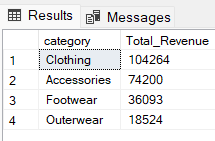 Results Messages
category Total_Revenue
1 Clothing 104264
2 Accessories 74200
3 Footwear 36093
4 Outerwear 18524